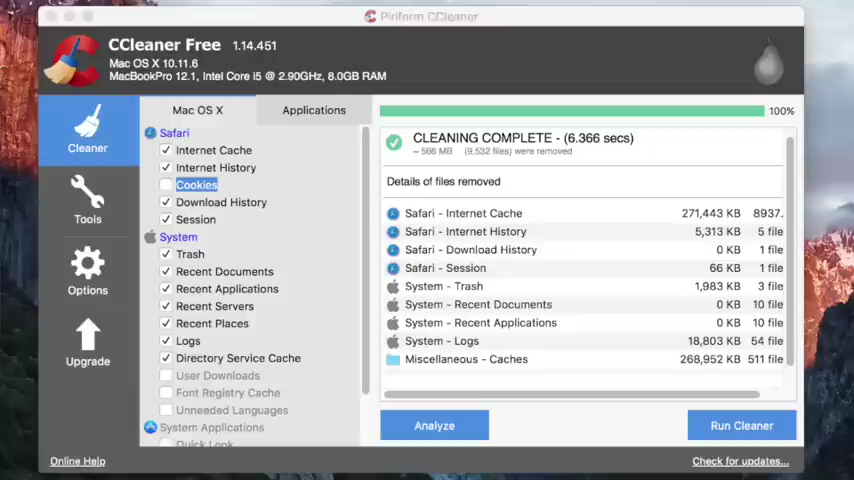 Piriform CCleaner
CCleaner Free 1.14.451
Mac OS X 10.11.6
MacBookPro 12.1, Intel Core i5 @ 2.90GHz, 8.0GB RAM
Cleaner
Tools
Options
Upgrade
Mac OS X
Applications
Safari
Internet Cache
Internet History
Cookies
Download History
Session
System
Trash
Recent Documents
Recent Applications
Recent Servers
Recent Places
Logs
Directory Service Cache
User Downloads
Font Registry Cache
Unneeded Languages
System Applications
Quick Look
100%
CLEANING COMPLETE - (6.366 secs)
~ 566 MB (9,532 files) were removed
Details of files removed
Safari - Internet Cache 271,443 KB 8937.
Safari - Internet History 5,313 KB 5 file
Safari - Download History 0 KB 1 file
Safari - Session 66 KB 1 file
System - Trash 1,983 KB 3 file
System - Recent Documents 0 KB 10 file
System - Recent Applications 0 KB 10 file
System - Logs 18,803 KB 54 file
Miscellaneous - Caches 268,952 KB 511 file
Analyze
Run Cleaner
Online Help
Check for updates...